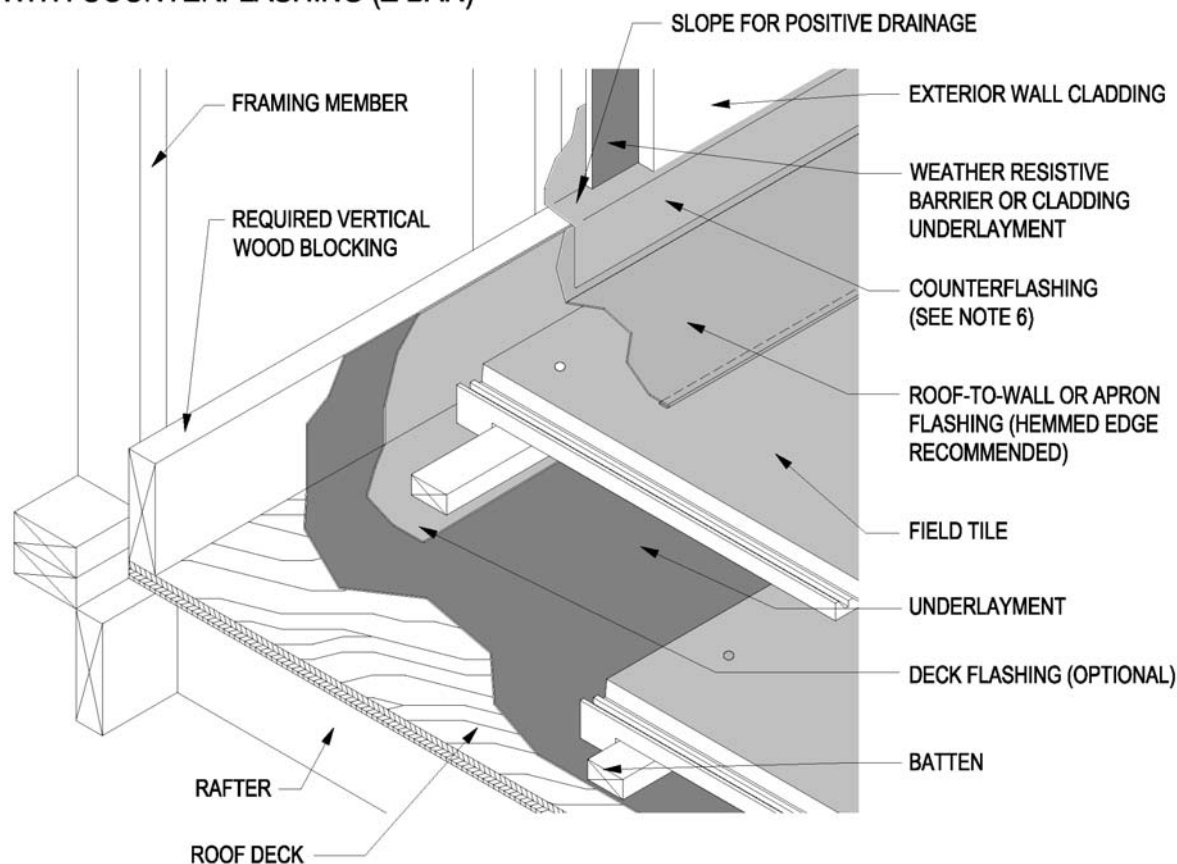 WITH COUNTERFLASHING (Z BAR)
SLOPE FOR POSITIVE DRAINAGE
FRAMING MEMBER
EXTERIOR WALL CLADDING
WEATHER RESISTIVE
BARRIER OR CLADDING
UNDERLAYMENT
REQUIRED VERTICAL
WOOD BLOCKING
COUNTERFLASHING
(SEE NOTE 6)
ROOF-TO-WALL OR APRON
FLASHING (HEMMED EDGE
RECOMMENDED)
FIELD TILE
UNDERLAYMENT
DECK FLASHING (OPTIONAL)
BATTEN
RAFTER
ROOF DECK